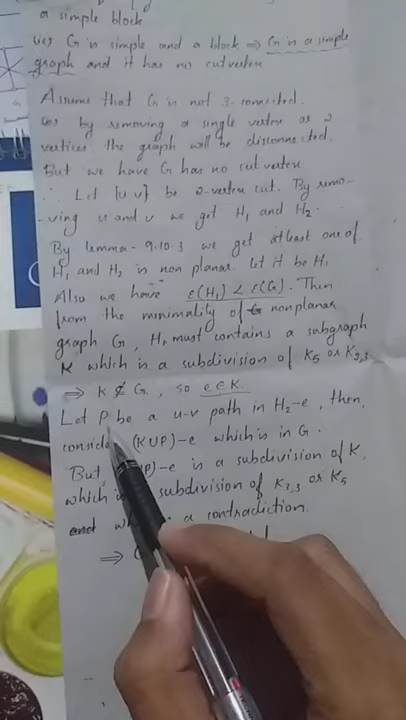 a simple block
(ie) G is simple and a block ⇒ G is a simple
graph and it has no cutvertex
Assume that G is not 3-connected.
(or) by removing a single vertex or 2
vertices the graph will be disconnected.
But we have G has no cut vertex
∴ Let {u,v} be 2-vertex cut. By remo-
-ving u and v we get H₁ and H₂.
By lemma-9.10.3 we get atleast one of
H₁ and H₂ is non planar. Let it be H₁
Also we have ε(H₁) < ε(G). Then
from the minimality of nonplanar
graph G, H₁ must contains a subgraph
K which is a subdivision of K₅ or K₃,₃
⇒ K ⊄ G, so e∈K.
Let P be a u-v path in H₂-e, then
consider (KUP)-e which is in G.
But P)-e is a subdivision of K,
which subdivision of K₃,₃ or K₅
a contradiction.
⇒